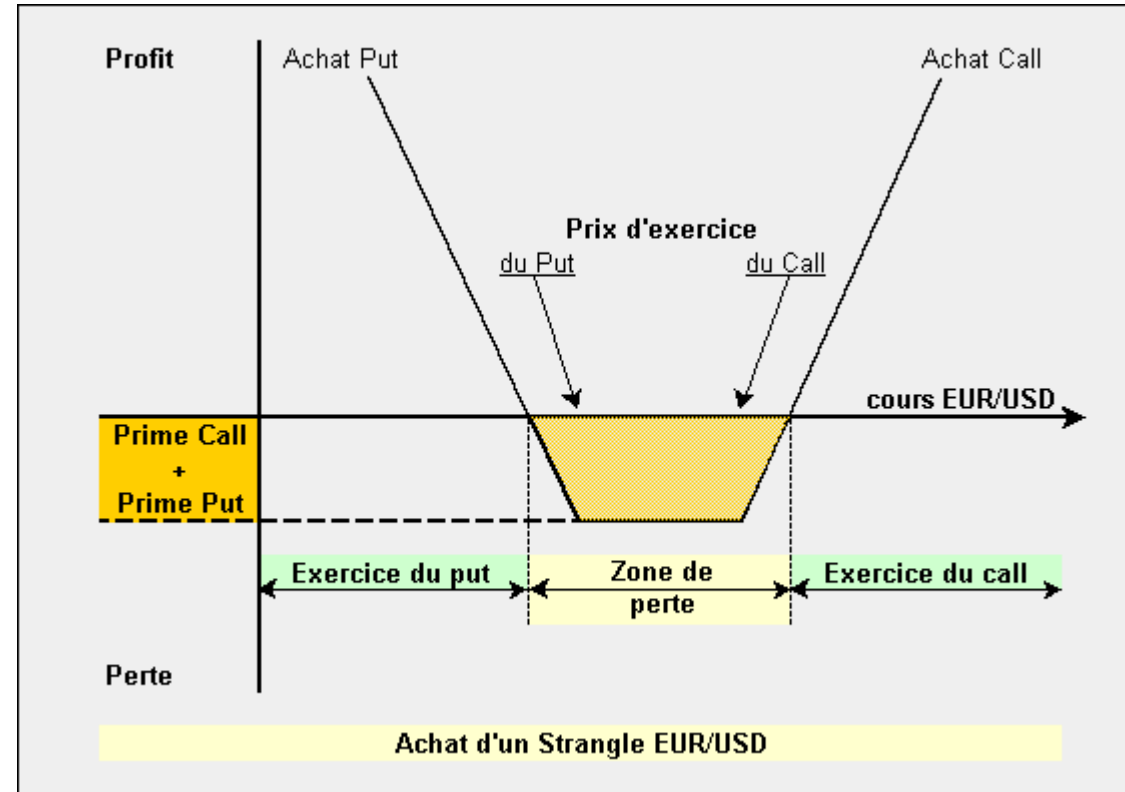 Profit
Achat Put
Achat Call
Prix d'exercice
du Put
du Call
cours EUR/USD
Prime Call
+
Prime Put
Exercice du put
Zone de
perte
Exercice du call
Perte
Achat d'un Strangle EUR/USD